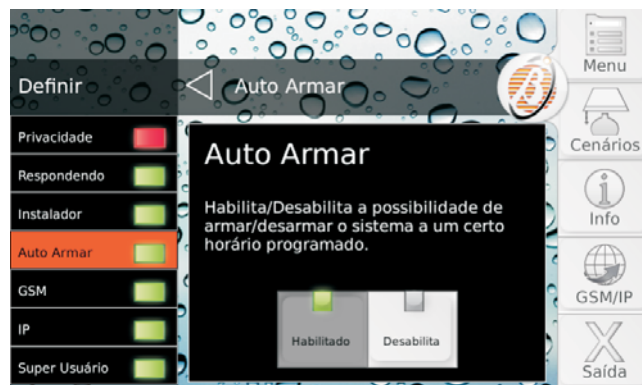 Definir
Auto Armar
Privacidade
Respondendo
Instalador
Auto Armar
GSM
IP
Super Usuário
Auto Armar
Habilita/Desabilita a possibilidade de
armar/desarmar o sistema a um certo
horário programado.
Habilitado
Desabilita
Menu
Cenários
Info
GSM/IP
Saída